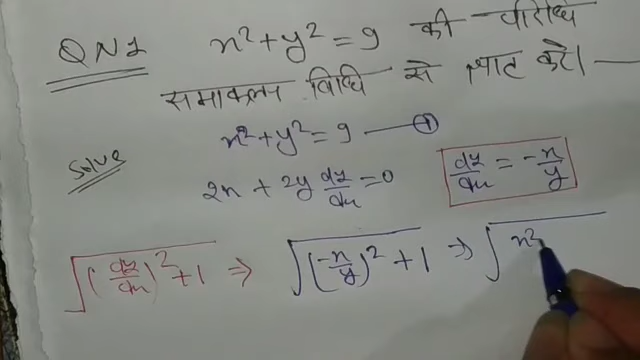 QN1 x²+y²=9 की परिधि
समाकलन विधि से ज्ञात करें।
x²+y²=9 —— ①
Solve
2x + 2y dy/dx = 0
dy/dx = -x/y
√((dy/dx)²+1) ⇒ √((-x/y)²+1) ⇒ √(x²